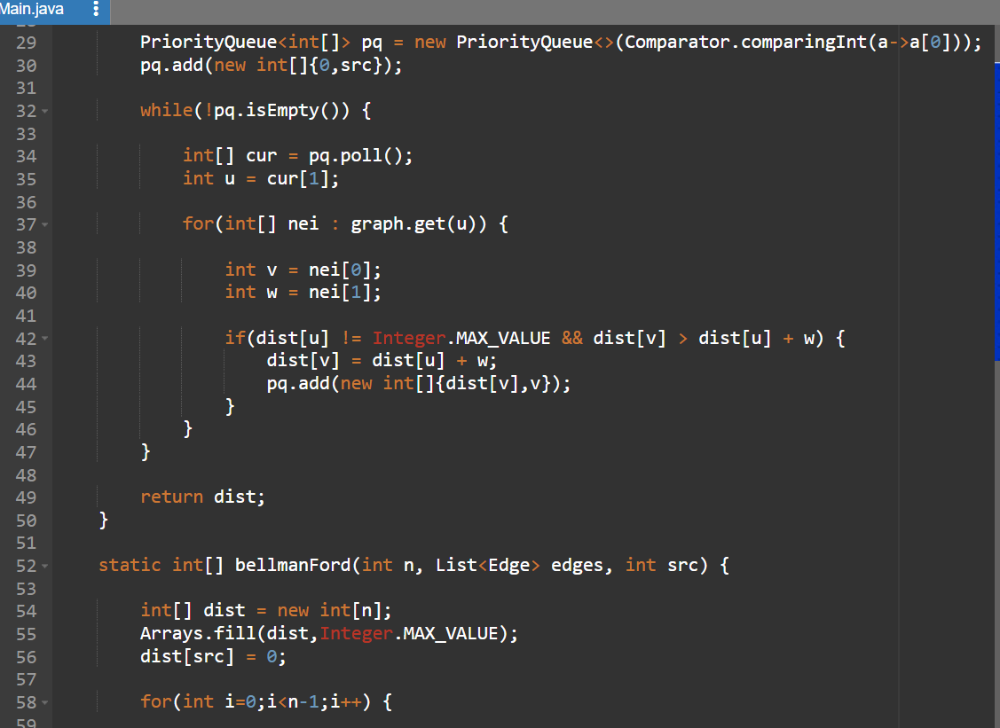 Main.java
29 PriorityQueue<int[]> pq = new PriorityQueue<>(Comparator.comparingInt(a->a[0]));
30 pq.add(new int[]{0,src});
31
32 while(!pq.isEmpty()) {
33
34 int[] cur = pq.poll();
35 int u = cur[1];
36
37 for(int[] nei : graph.get(u)) {
38
39 int v = nei[0];
40 int w = nei[1];
41
42 if(dist[u] != Integer.MAX_VALUE && dist[v] > dist[u] + w) {
43 dist[v] = dist[u] + w;
44 pq.add(new int[]{dist[v],v});
45 }
46 }
47 }
48
49 return dist;
50 }
51
52 static int[] bellmanFord(int n, List<Edge> edges, int src) {
53
54 int[] dist = new int[n];
55 Arrays.fill(dist,Integer.MAX_VALUE);
56 dist[src] = 0;
57
58 for(int i=0;i<n-1;i++) {
59